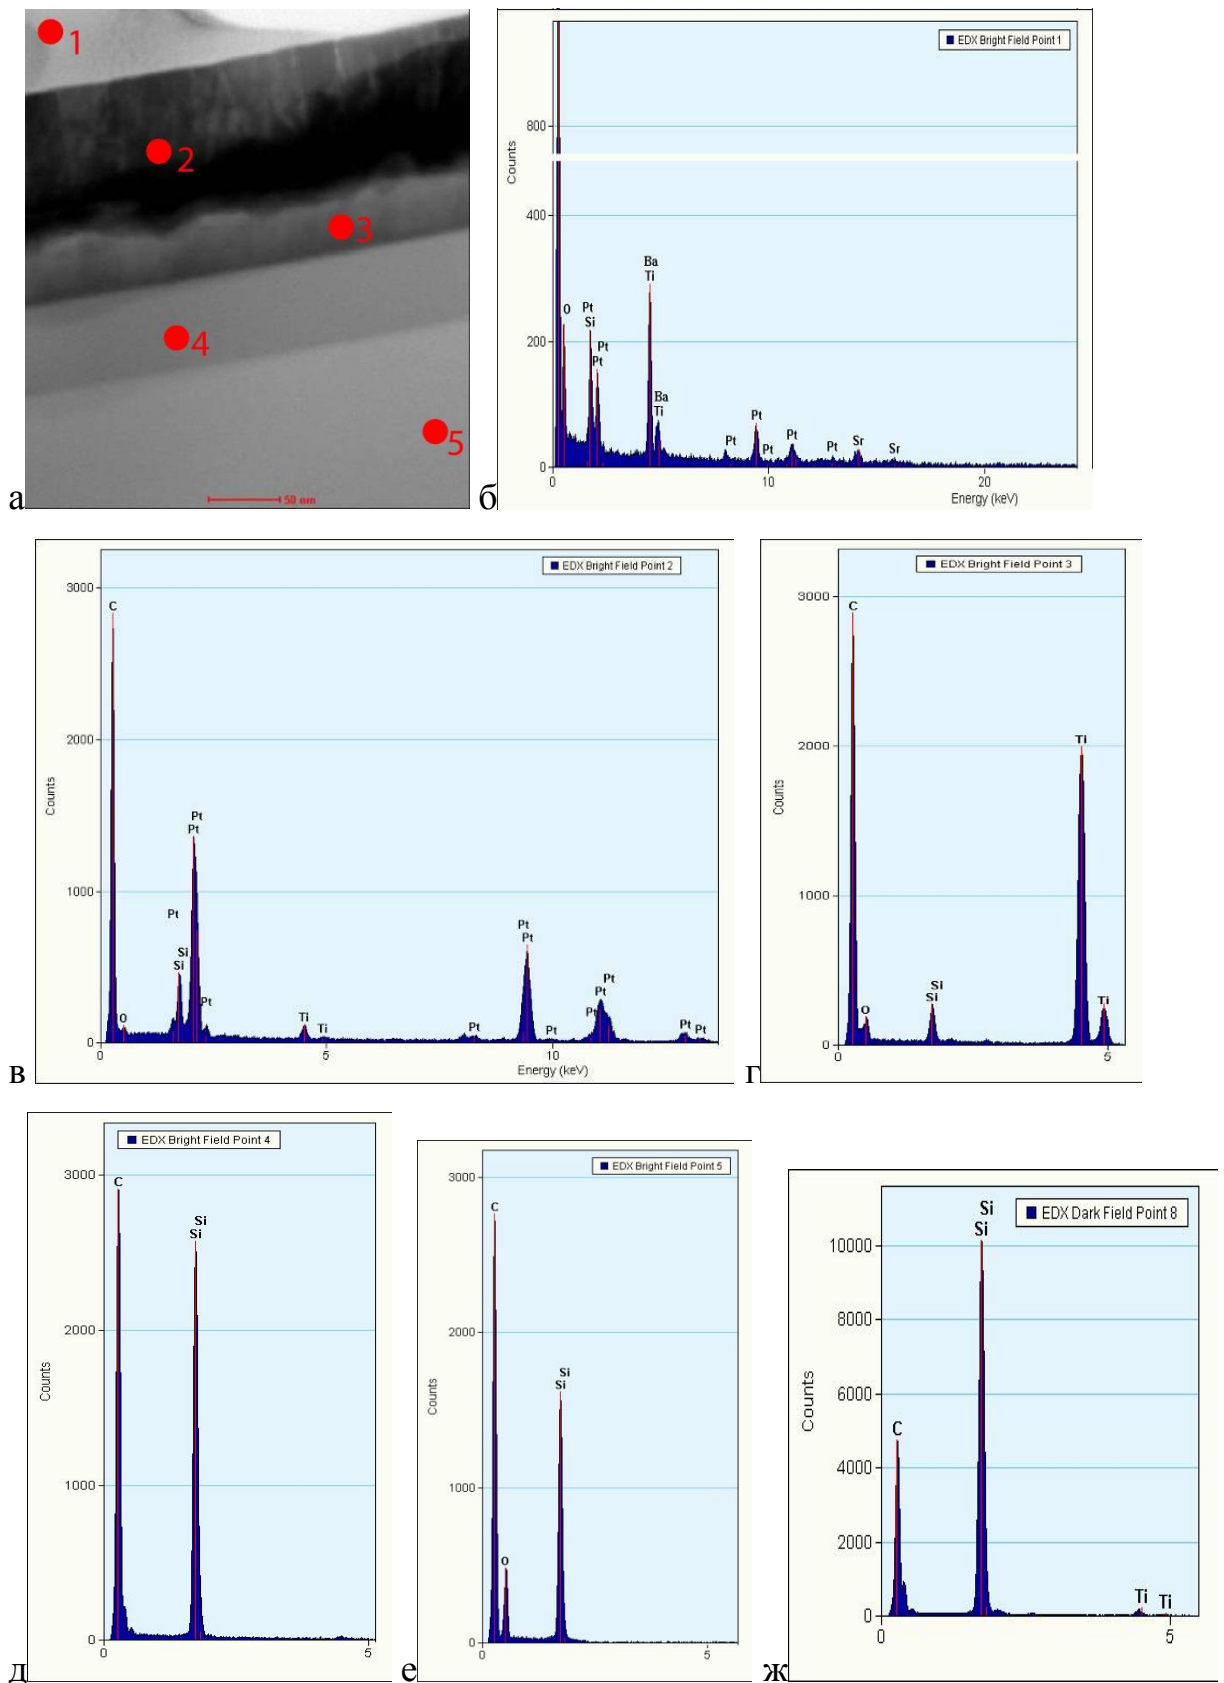 1
2
3
4
5
50 nm
а
EDX Bright Field Point 1
800
400
200
0
Counts
Ba
Ti
O
Pt
Si
Pt
Pt
Ba
Ti
Pt
Pt
Pt
Pt
Pt
Sr
Sr
0
10
20
Energy (keV)
б
EDX Bright Field Point 2
3000
2000
1000
0
Counts
C
Pt
Pt
Pt
Si
Si
Pt
O
Ti
Ti
Pt
Pt
Pt
Pt
Pt
Pt
Pt
Pt
Pt
0
5
10
Energy (keV)
в
EDX Bright Field Point 3
3000
2000
1000
0
Counts
C
Ti
Si
Si
O
Ti
0
5
г
EDX Bright Field Point 4
3000
2000
1000
0
Counts
C
Si
Si
0
5
д
EDX Bright Field Point 5
3000
2000
1000
0
Counts
C
Si
Si
O
0
5
е
EDX Dark Field Point 8
10000
8000
6000
4000
2000
0
Counts
Si
Si
C
Ti
Ti
0
5
ж